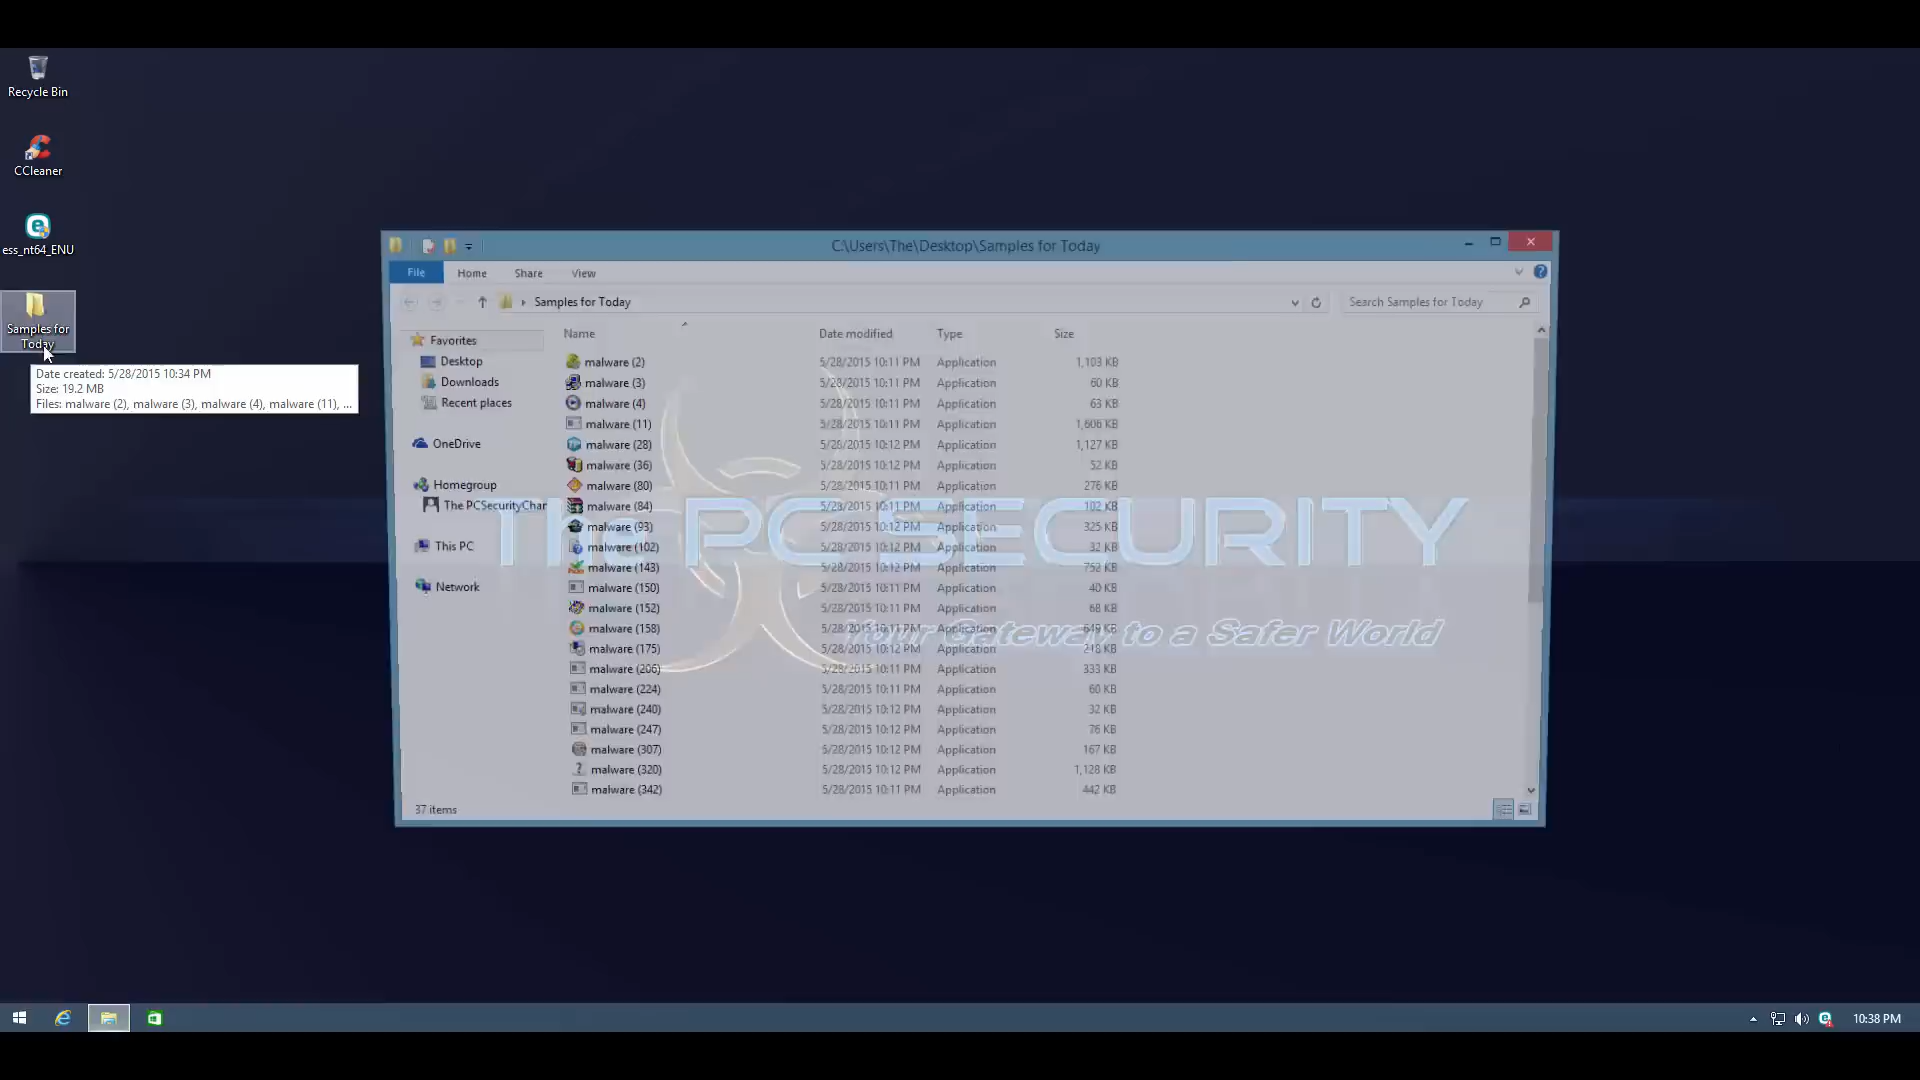 Recycle Bin
CCleaner
ess_nt64_ENU
Samples for
Today
Date created: 5/28/2015 10:34 PM
Size: 19.2 MB
Files: malware (2), malware (3), malware (4), malware (11), ...
C:\Users\The\Desktop\Samples for Today
File Home Share View
Samples for Today
Search Samples for Today
Favorites
Desktop
Downloads
Recent places
OneDrive
Homegroup
The PCSecurityChan
This PC
Network
Name Date modified Type Size
malware (2) 5/28/2015 10:11 PM Application 1,103 KB
malware (3) 5/28/2015 10:11 PM Application 60 KB
malware (4) 5/28/2015 10:11 PM Application 63 KB
malware (11) 5/28/2015 10:11 PM Application 1,606 KB
malware (28) 5/28/2015 10:12 PM Application 1,127 KB
malware (36) 5/28/2015 10:12 PM Application 52 KB
malware (80) 5/28/2015 10:11 PM Application 276 KB
malware (84) 5/28/2015 10:11 PM Application 102 KB
malware (93) 5/28/2015 10:12 PM Application 325 KB
malware (102) 5/28/2015 10:12 PM Application 32 KB
malware (143) 5/28/2015 10:12 PM Application 752 KB
malware (150) 5/28/2015 10:11 PM Application 40 KB
malware (152) 5/28/2015 10:11 PM Application 68 KB
malware (158) 5/28/2015 10:11 PM Application 649 KB
malware (175) 5/28/2015 10:12 PM Application 218 KB
malware (206) 5/28/2015 10:11 PM Application 333 KB
malware (224) 5/28/2015 10:11 PM Application 60 KB
malware (240) 5/28/2015 10:12 PM Application 32 KB
malware (247) 5/28/2015 10:12 PM Application 76 KB
malware (307) 5/28/2015 10:12 PM Application 167 KB
malware (320) 5/28/2015 10:12 PM Application 1,128 KB
malware (342) 5/28/2015 10:11 PM Application 442 KB
37 items
The PC SECURITY
Your Gateway to a Safer World
10:38 PM